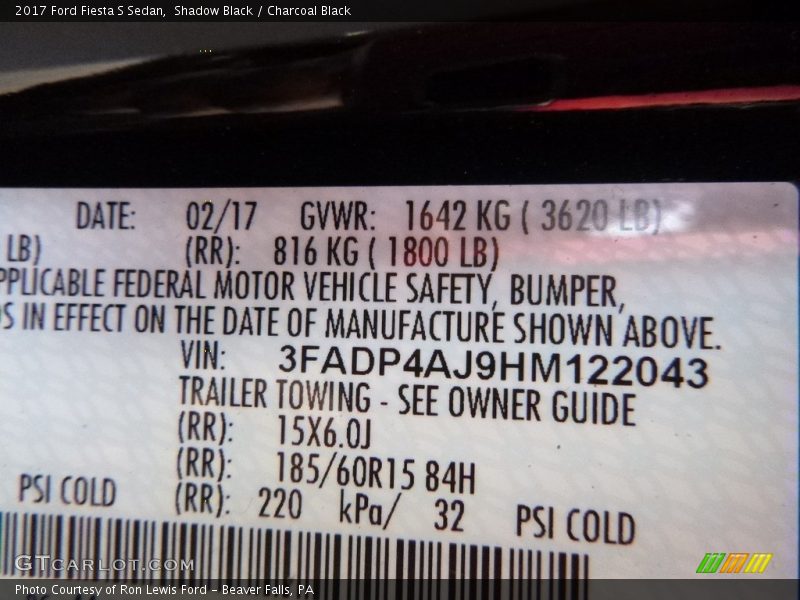 2017 Ford Fiesta S Sedan, Shadow Black / Charcoal Black
DATE: 02/17 GVWR: 1642 KG ( 3620 LB)
LB) (RR): 816 KG ( 1800 LB)
PPLICABLE FEDERAL MOTOR VEHICLE SAFETY, BUMPER,
S IN EFFECT ON THE DATE OF MANUFACTURE SHOWN ABOVE.
VIN: 3FADP4AJ9HM122043
TRAILER TOWING - SEE OWNER GUIDE
(RR): 15X6.0J
(RR): 185/60R15 84H
PSI COLD (RR): 220 kPa/ 32 PSI COLD
GTCARLOT.COM
Photo Courtesy of Ron Lewis Ford - Beaver Falls, PA